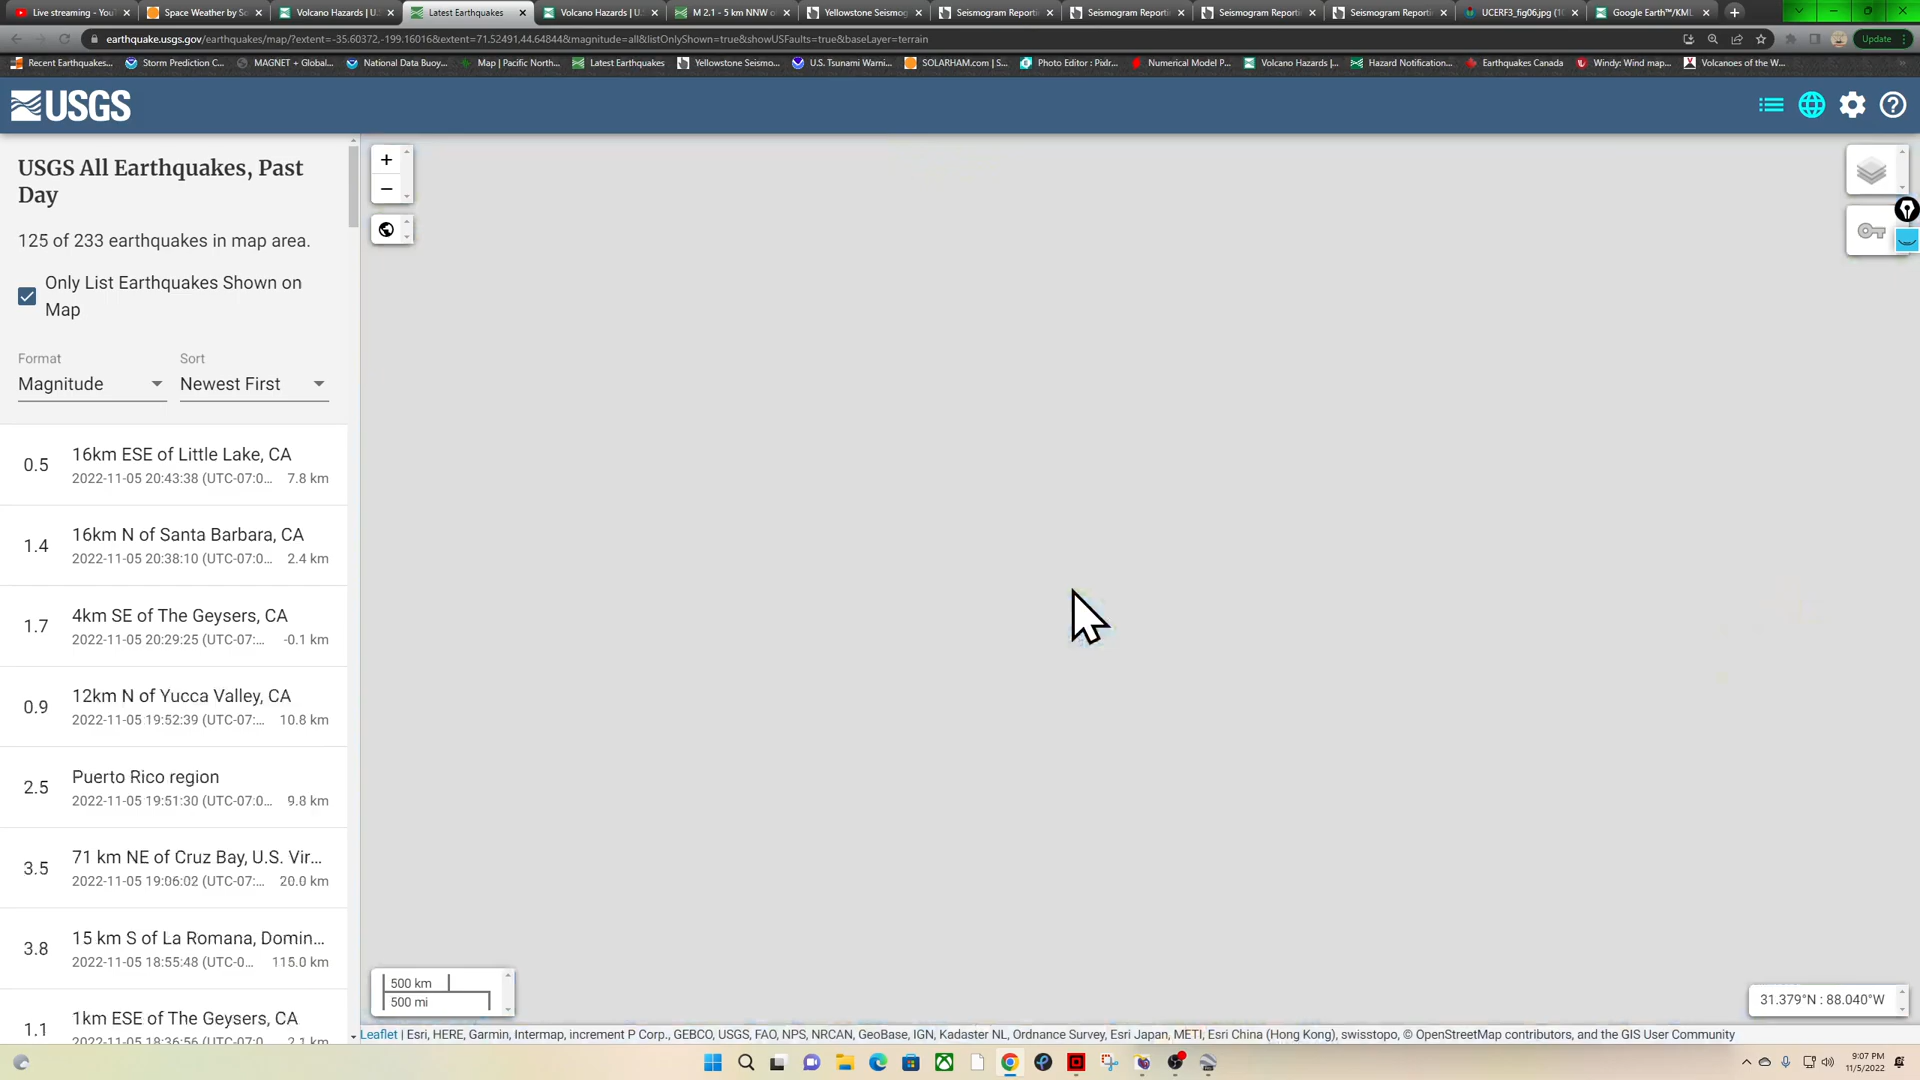 Live streaming - You
Space Weather by So
Volcano Hazards | U.
Latest Earthquakes
Volcano Hazards | U.
M 2.1 - 5 km NNW o
Yellowstone Seismog
Seismogram Reporti
Seismogram Reporti
Seismogram Reporti
Seismogram Reporti
UCERF3_fig06.jpg (1
Google Earth™/KML
earthquake.usgs.gov/earthquakes/map/?extent=-35.60372,-199.16016&extent=71.52491,44.64844&magnitude=all&listOnlyShown=true&showUSFaults=true&baseLayer=terrain
Update
Recent Earthquakes...
Storm Prediction C...
MAGNET + Global...
National Data Buoy...
Map | Pacific North...
Latest Earthquakes
Yellowstone Seismo...
U.S. Tsunami Warni...
SOLARHAM.com | S...
Photo Editor : Pixlr...
Numerical Model P...
Volcano Hazards |...
Hazard Notification...
Earthquakes Canada
Windy: Wind map...
Volcanoes of the W...
USGS
USGS All Earthquakes, Past
Day
125 of 233 earthquakes in map area.
Only List Earthquakes Shown on
Map
Format
Sort
Magnitude
Newest First
0.5
16km ESE of Little Lake, CA
2022-11-05 20:43:38 (UTC-07:0... 7.8 km
1.4
16km N of Santa Barbara, CA
2022-11-05 20:38:10 (UTC-07:0... 2.4 km
1.7
4km SE of The Geysers, CA
2022-11-05 20:29:25 (UTC-07:... -0.1 km
0.9
12km N of Yucca Valley, CA
2022-11-05 19:52:39 (UTC-07:... 10.8 km
2.5
Puerto Rico region
2022-11-05 19:51:30 (UTC-07:0... 9.8 km
3.5
71 km NE of Cruz Bay, U.S. Vir...
2022-11-05 19:06:02 (UTC-07:... 20.0 km
3.8
15 km S of La Romana, Domin...
2022-11-05 18:55:48 (UTC-0... 115.0 km
1.1
1km ESE of The Geysers, CA
2022-11-05 18:36:56 (UTC-07:0... 2.1 km
+
−
500 km
500 mi
31.379°N : 88.040°W
Leaflet | Esri, HERE, Garmin, Intermap, increment P Corp., GEBCO, USGS, FAO, NPS, NRCAN, GeoBase, IGN, Kadaster NL, Ordnance Survey, Esri Japan, METI, Esri China (Hong Kong), swisstopo, © OpenStreetMap contributors, and the GIS User Community
9:07 PM
11/5/2022